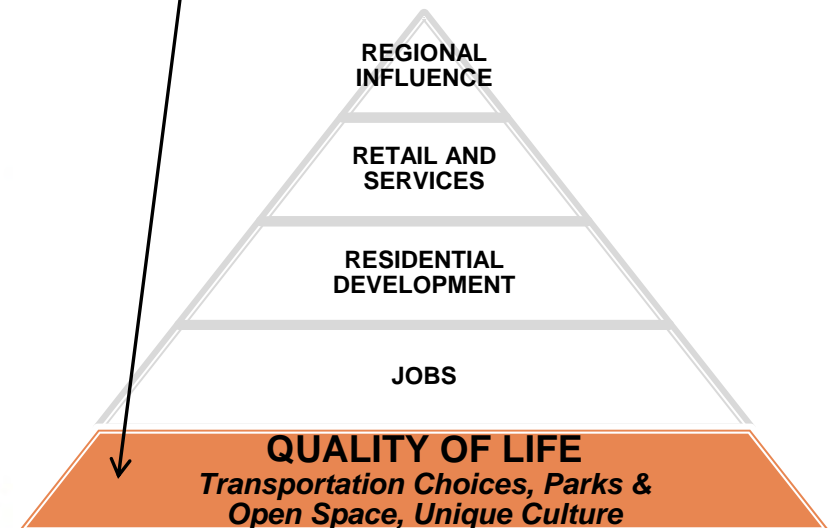 REGIONAL
INFLUENCE
RETAIL AND
SERVICES
RESIDENTIAL
DEVELOPMENT
JOBS
QUALITY OF LIFE
Transportation Choices, Parks &
Open Space, Unique Culture